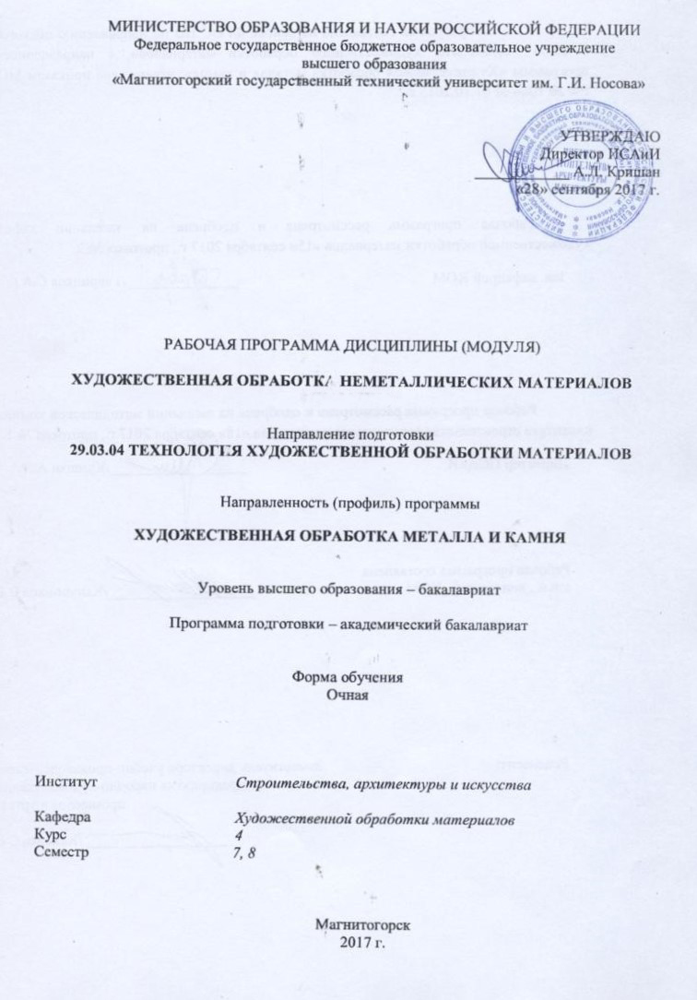 МИНИСТЕРСТВО ОБРАЗОВАНИЯ И НАУКИ РОССИЙСКОЙ ФЕДЕРАЦИИ
Федеральное государственное бюджетное образовательное учреждение
высшего образования
«Магнитогорский государственный технический университет им. Г.И. Носова»
УТВЕРЖДАЮ
Директор ИСАиИ
А.Л. Кришан
«28» сентября 2017 г.
РАБОЧАЯ ПРОГРАММА ДИСЦИПЛИНЫ (МОДУЛЯ)
ХУДОЖЕСТВЕННАЯ ОБРАБОТКА НЕМЕТАЛЛИЧЕСКИХ МАТЕРИАЛОВ
Направление подготовки
29.03.04 ТЕХНОЛОГИЯ ХУДОЖЕСТВЕННОЙ ОБРАБОТКИ МАТЕРИАЛОВ
Направленность (профиль) программы
ХУДОЖЕСТВЕННАЯ ОБРАБОТКА МЕТАЛЛА И КАМНЯ
Уровень высшего образования – бакалавриат
Программа подготовки – академический бакалавриат
Форма обучения
Очная
Институт Строительства, архитектуры и искусства
Кафедра Художественной обработки материалов
Курс 4
Семестр 7, 8
Магнитогорск
2017 г.